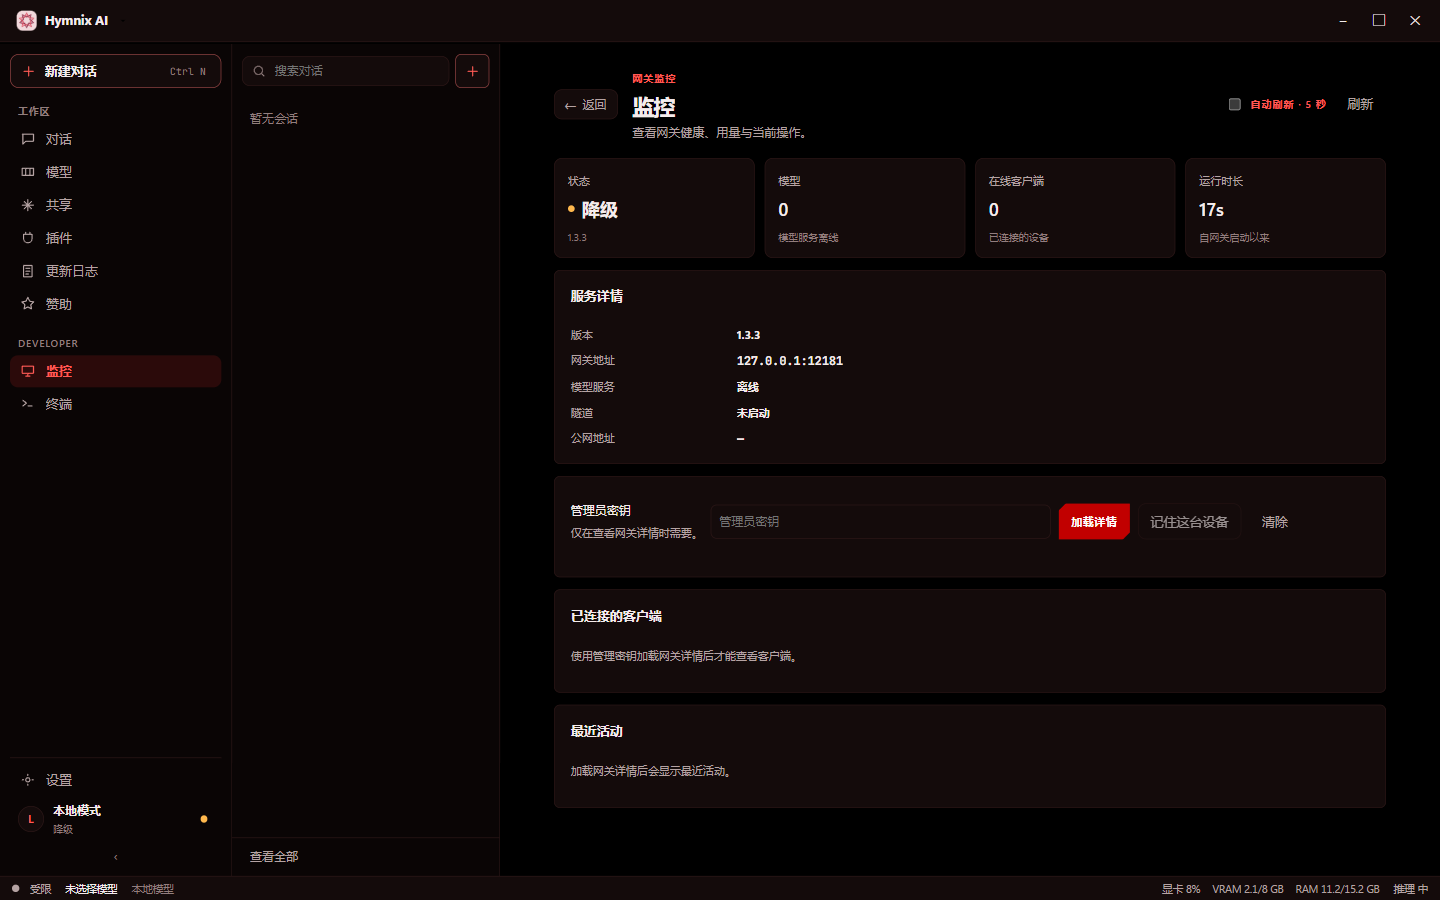 Hymnix AI
新建对话 Ctrl N
工作区
对话
模型
共享
插件
更新日志
赞助
DEVELOPER
监控
终端
设置
L
本地模式
降级
搜索对话
暂无会话
查看全部
← 返回
网关监控
监控
查看网关健康、用量与当前操作。
自动刷新 · 5 秒
刷新
状态
降级
1.3.3
模型
0
模型服务离线
在线客户端
0
已连接的设备
运行时长
17s
自网关启动以来
服务详情
版本 1.3.3
网关地址 127.0.0.1:12181
模型服务 离线
隧道 未启动
公网地址 —
管理员密钥
仅在查看网关详情时需要。
管理员密钥
加载详情
记住这台设备
清除
已连接的客户端
使用管理密钥加载网关详情后才能查看客户端。
最近活动
加载网关详情后会显示最近活动。
受限 未选择模型 本地模型
显卡 8% VRAM 2.1/8 GB RAM 11.2/15.2 GB 推理 中